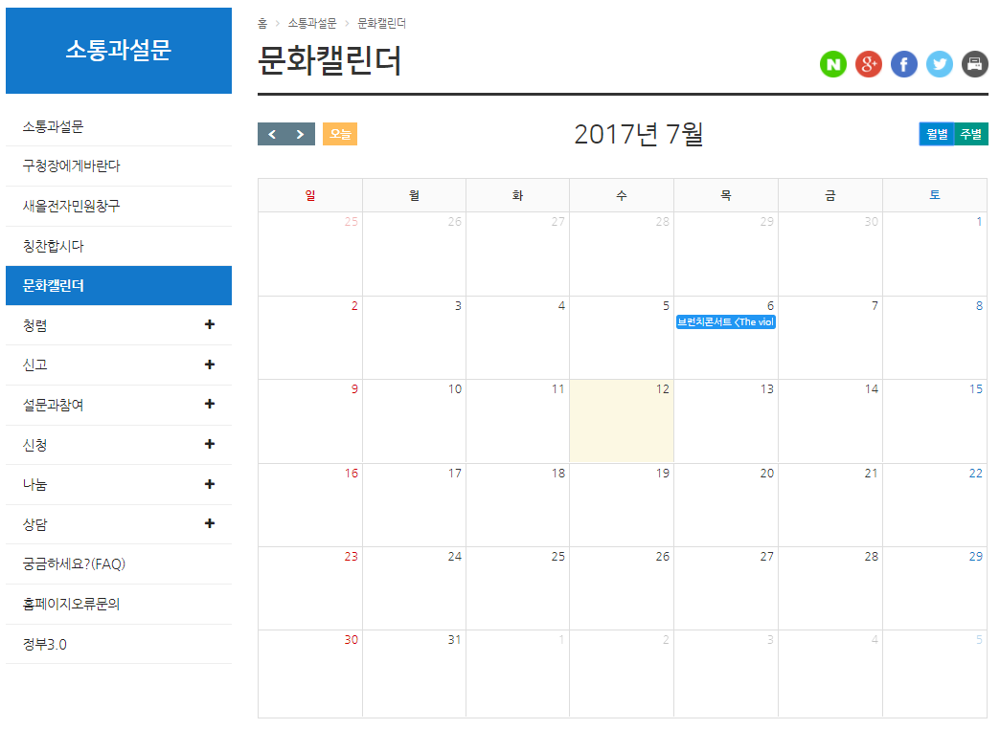 소통과설문
소통과설문
구청장에게바란다
새올전자민원창구
칭찬합시다
문화캘린더
청렴 +
신고 +
설문과참여 +
신청 +
나눔 +
상담 +
궁금하세요?(FAQ)
홈페이지오류문의
정부3.0
홈 > 소통과설문 > 문화캘린더
문화캘린더
N g+ f
< > 오늘 2017년 7월 월별 주별
일 월 화 수 목 금 토
25 26 27 28 29 30 1
2 3 4 5 6 7 8
브런치콘서트 <The viol
9 10 11 12 13 14 15
16 17 18 19 20 21 22
23 24 25 26 27 28 29
30 31 1 2 3 4 5